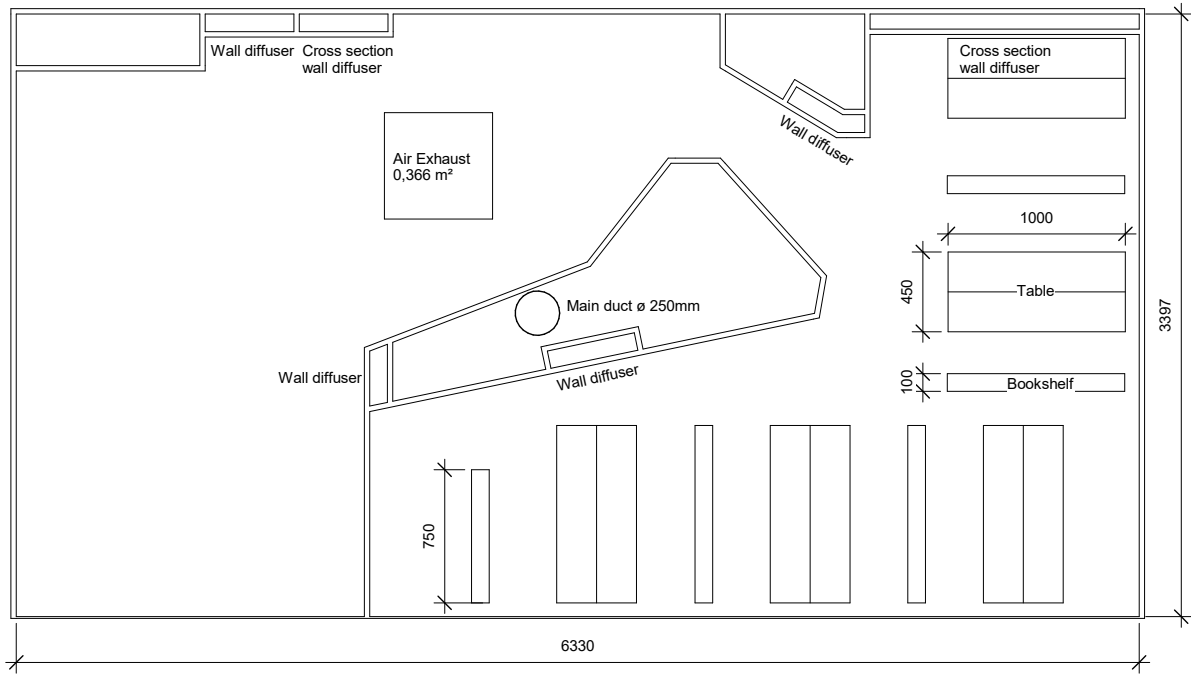 Wall diffuser
Cross section
wall diffuser
Cross section
wall diffuser
Wall diffuser
Air Exhaust
0,366 m²
1000
Main duct ø 250mm
450
Table
3397
Wall diffuser
Wall diffuser
100
Bookshelf
750
6330